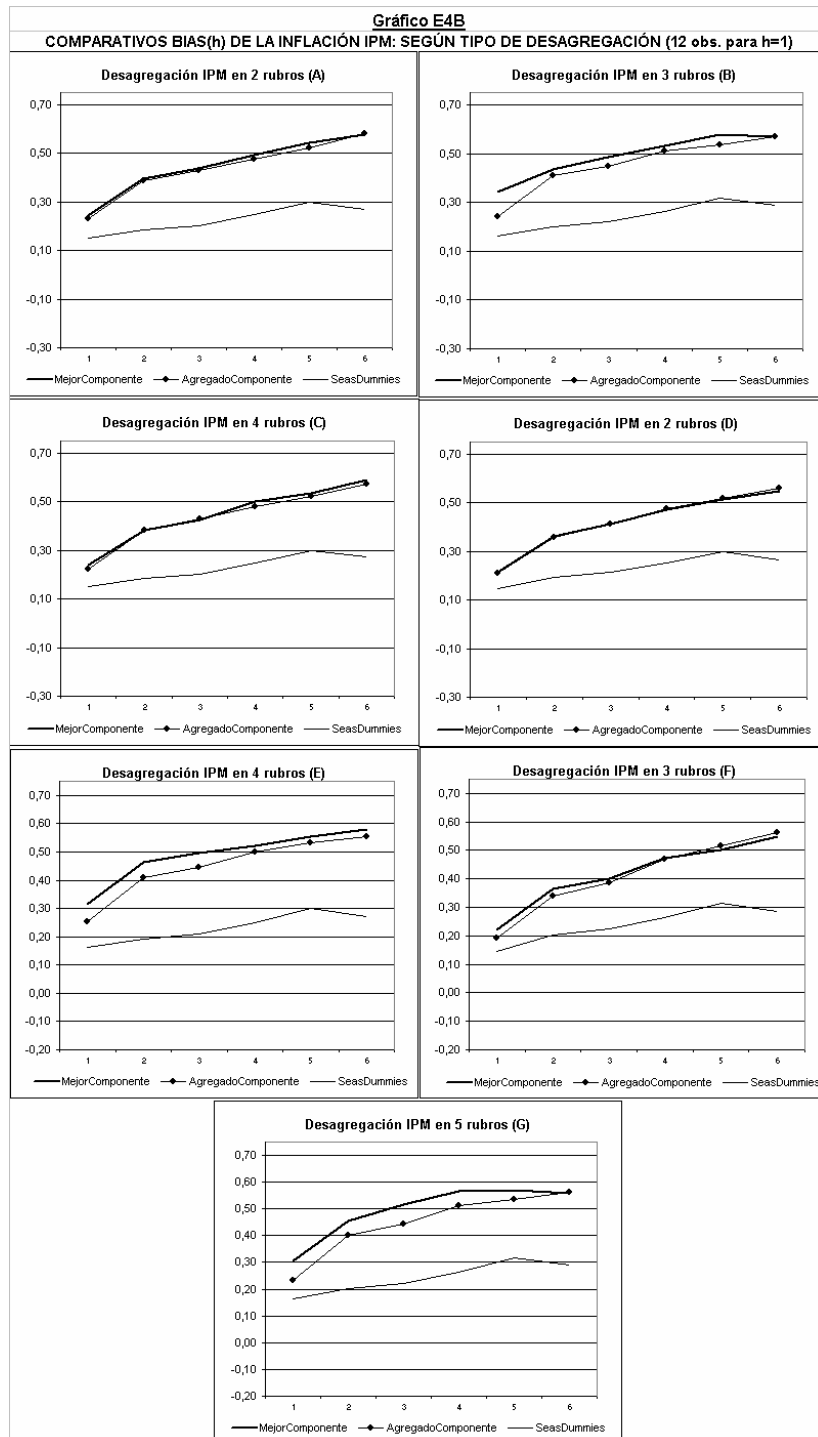 Gráfico E4B
COMPARATIVOS BIAS(h) DE LA INFLACIÓN IPM: SEGÚN TIPO DE DESAGREGACIÓN (12 obs. para h=1)
Desagregación IPM en 2 rubros (A)
0,70
0,50
0,30
0,10
-0,10
-0,30
1 2 3 4 5 6
MejorComponente AgregadoComponente SeasDummies
Desagregación IPM en 3 rubros (B)
0,70
0,50
0,30
0,10
-0,10
-0,30
1 2 3 4 5 6
MejorComponente AgregadoComponente SeasDummies
Desagregación IPM en 4 rubros (C)
0,70
0,50
0,30
0,10
-0,10
-0,30
1 2 3 4 5 6
MejorComponente AgregadoComponente SeasDummies
Desagregación IPM en 2 rubros (D)
0,70
0,50
0,30
0,10
-0,10
-0,30
1 2 3 4 5 6
MejorComponente AgregadoComponente SeasDummies
Desagregación IPM en 4 rubros (E)
0,70
0,60
0,50
0,40
0,30
0,20
0,10
0,00
-0,10
-0,20
1 2 3 4 5 6
MejorComponente AgregadoComponente SeasDummies
Desagregación IPM en 3 rubros (F)
0,70
0,60
0,50
0,40
0,30
0,20
0,10
0,00
-0,10
-0,20
1 2 3 4 5 6
MejorComponente AgregadoComponente SeasDummies
Desagregación IPM en 5 rubros (G)
0,70
0,60
0,50
0,40
0,30
0,20
0,10
0,00
-0,10
-0,20
1 2 3 4 5 6
MejorComponente AgregadoComponente SeasDummies